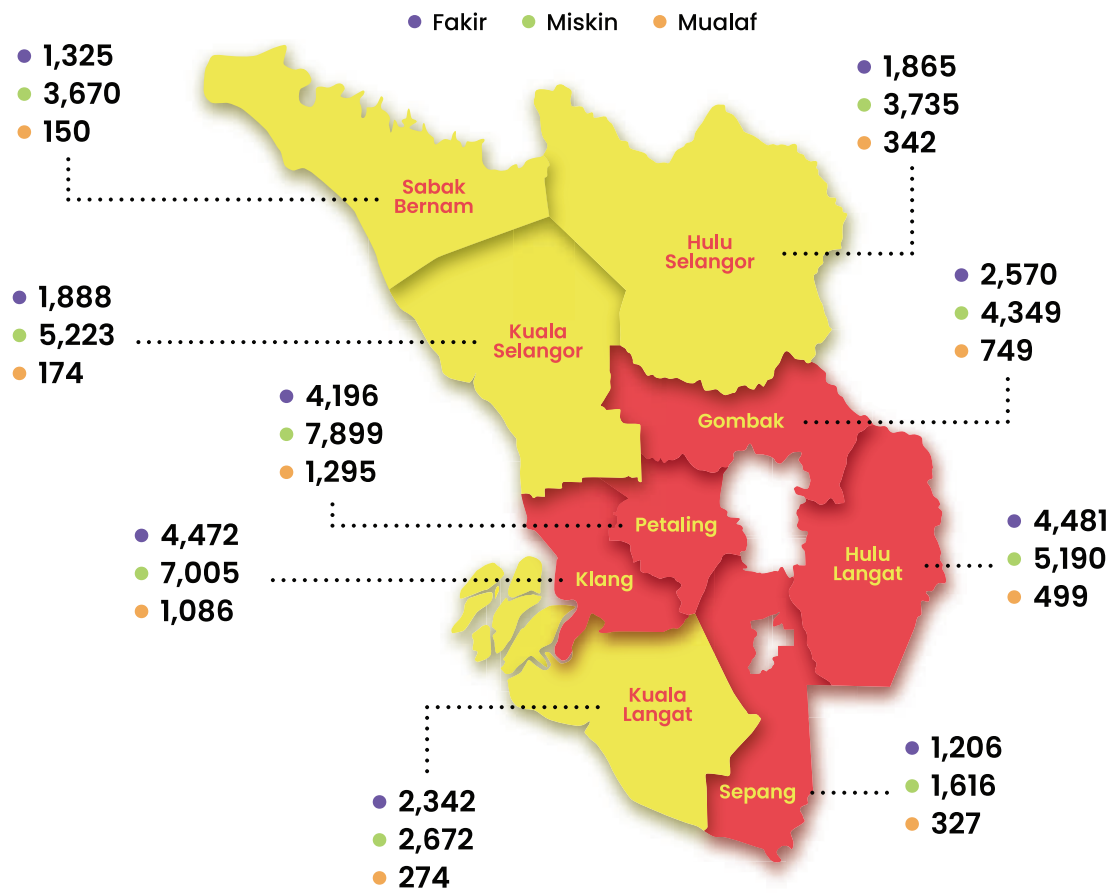 Fakir Miskin Mualaf
1,325
3,670
150
1,865
3,735
342
Sabak
Bernam
Hulu
Selangor
2,570
4,349
749
1,888
5,223
174
Kuala
Selangor
4,196
7,899
1,295
Gombak
4,472
7,005
1,086
Petaling
Klang
Hulu
Langat
4,481
5,190
499
Kuala
Langat
2,342
2,672
274
Sepang
1,206
1,616
327